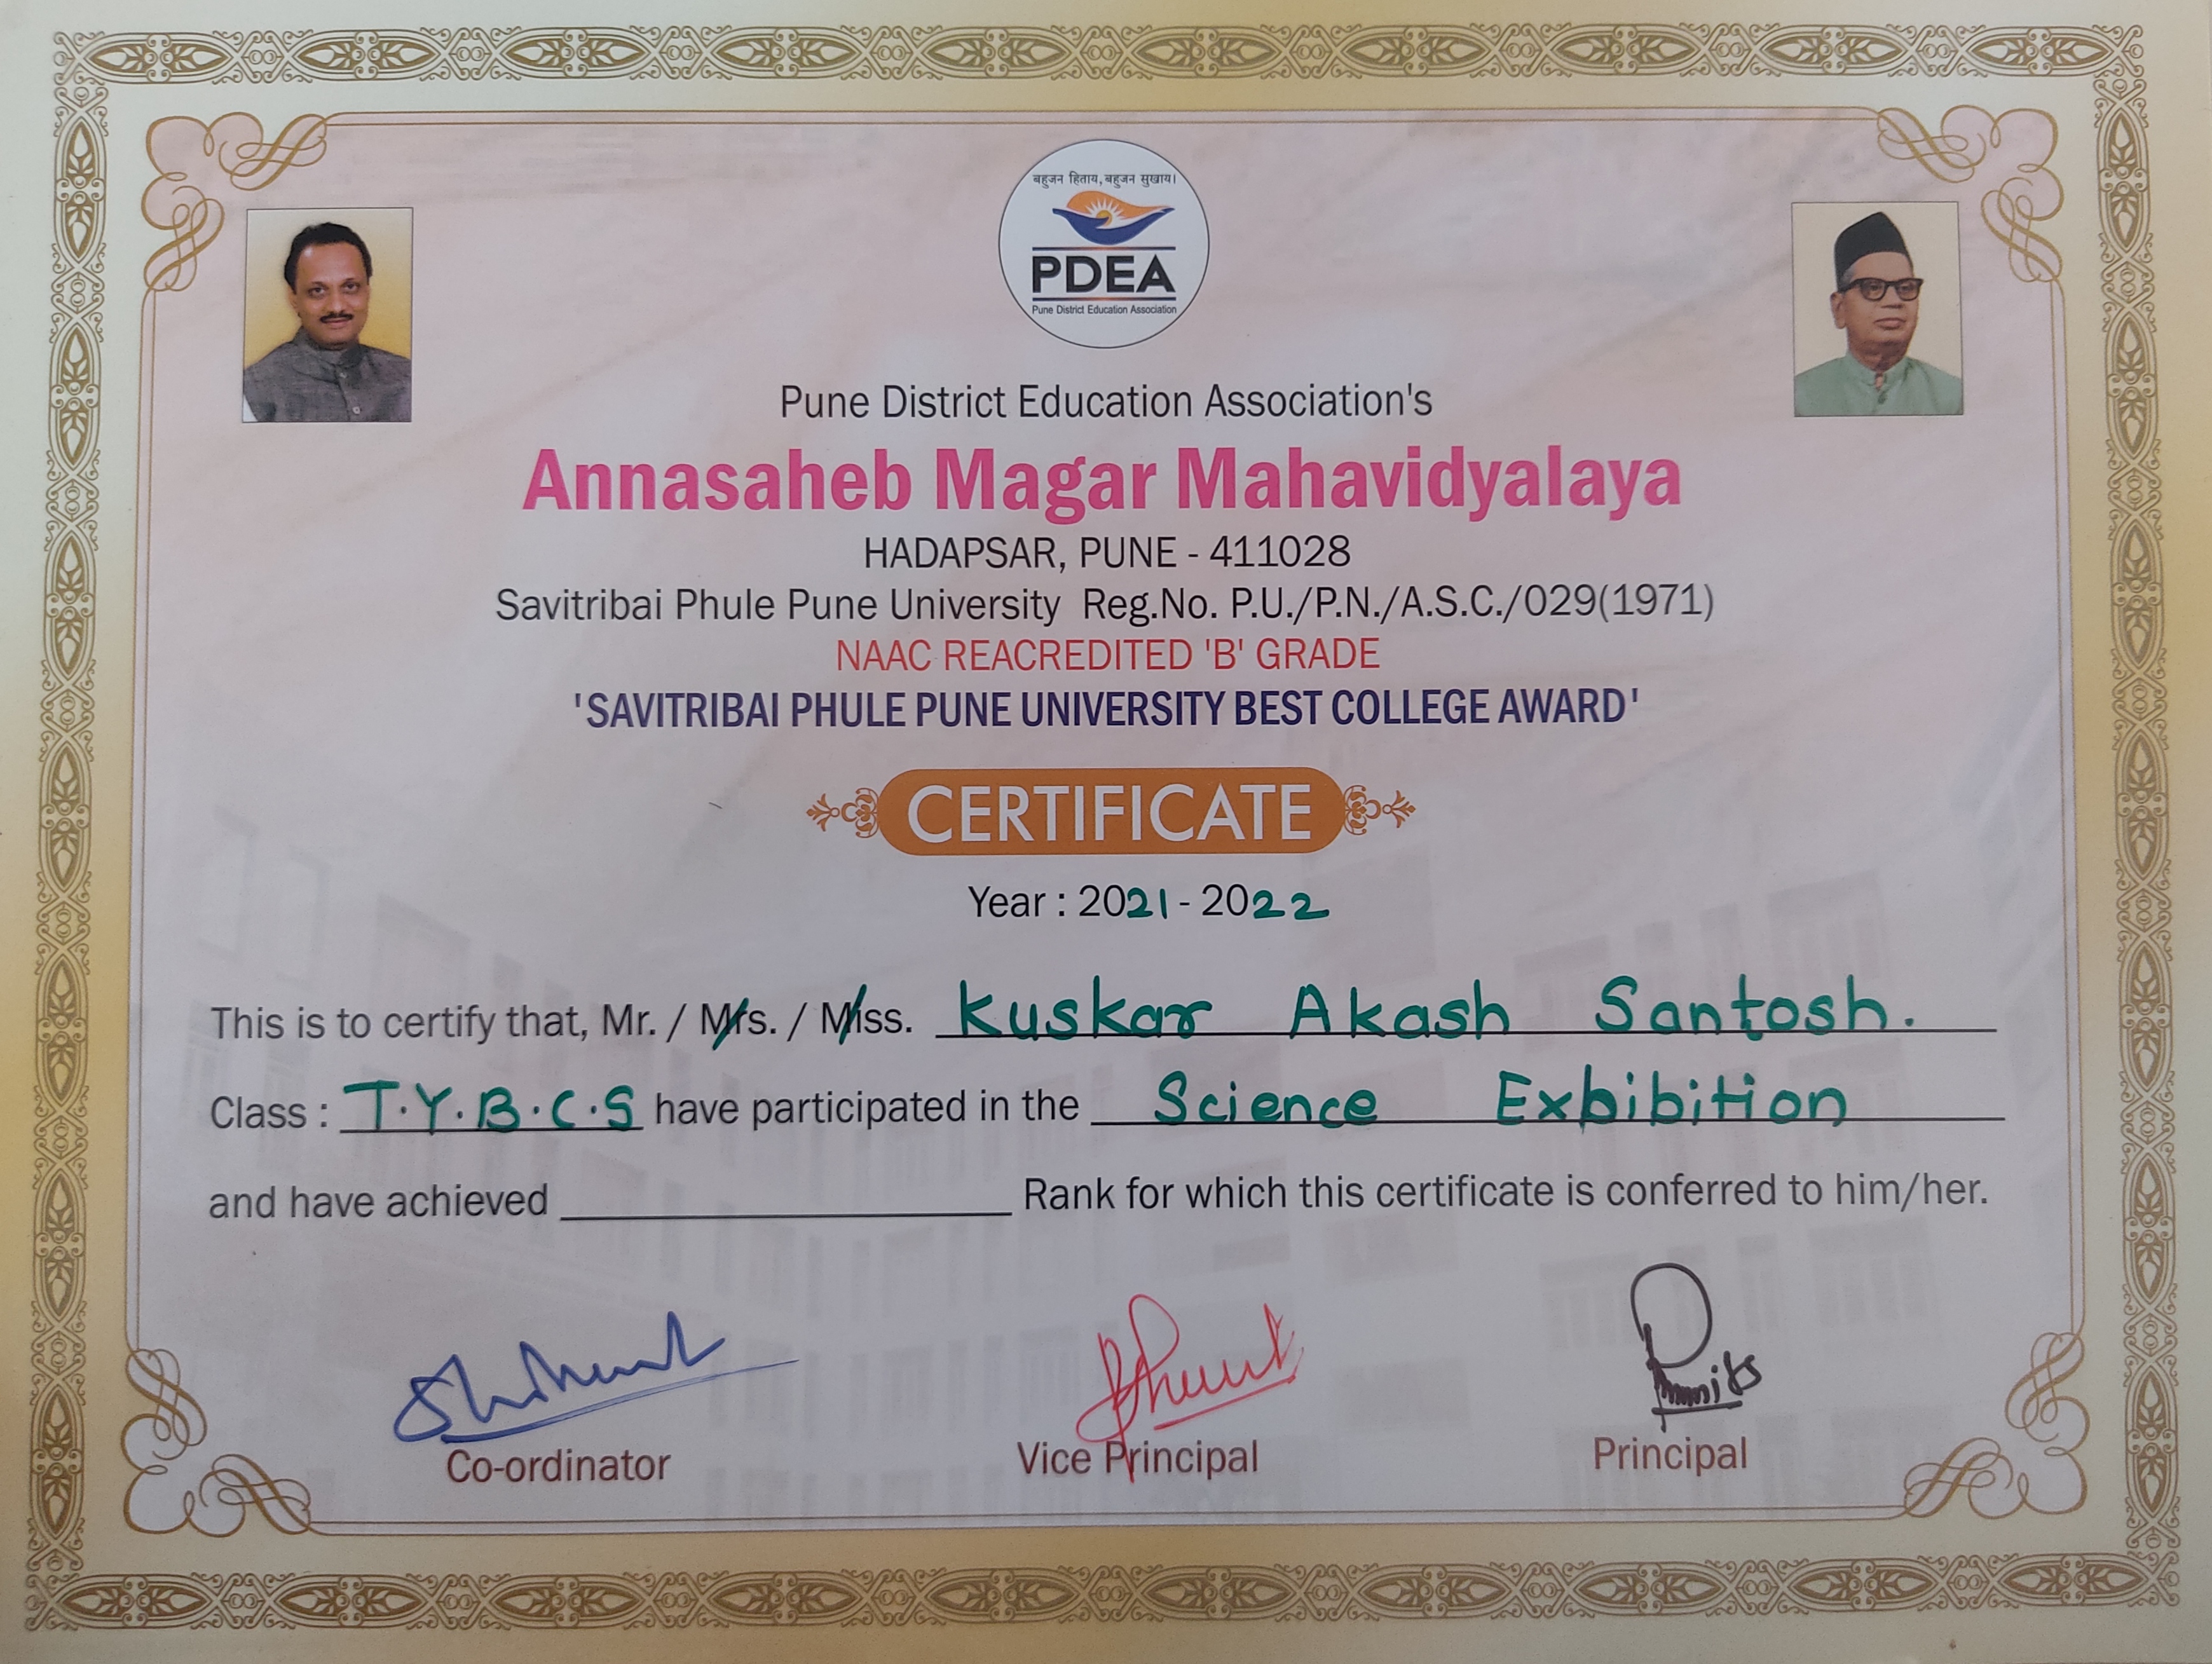 बहुजन हिताय, बहुजन सुखाय।
PDEA
Pune District Education Association
Pune District Education Association's
Annasaheb Magar Mahavidyalaya
HADAPSAR, PUNE - 411028
Savitribai Phule Pune University Reg.No. P.U./P.N./A.S.C./029(1971)
NAAC REACREDITED 'B' GRADE
'SAVITRIBAI PHULE PUNE UNIVERSITY BEST COLLEGE AWARD'
CERTIFICATE
Year : 2021 - 2022
This is to certify that, Mr. / Mrs. / Miss. Kuskar Akash Santosh.
Class : T.Y.B.C.S have participated in the Science Exbibition
and have achieved Rank for which this certificate is conferred to him/her.
Co-ordinator Vice Principal Principal